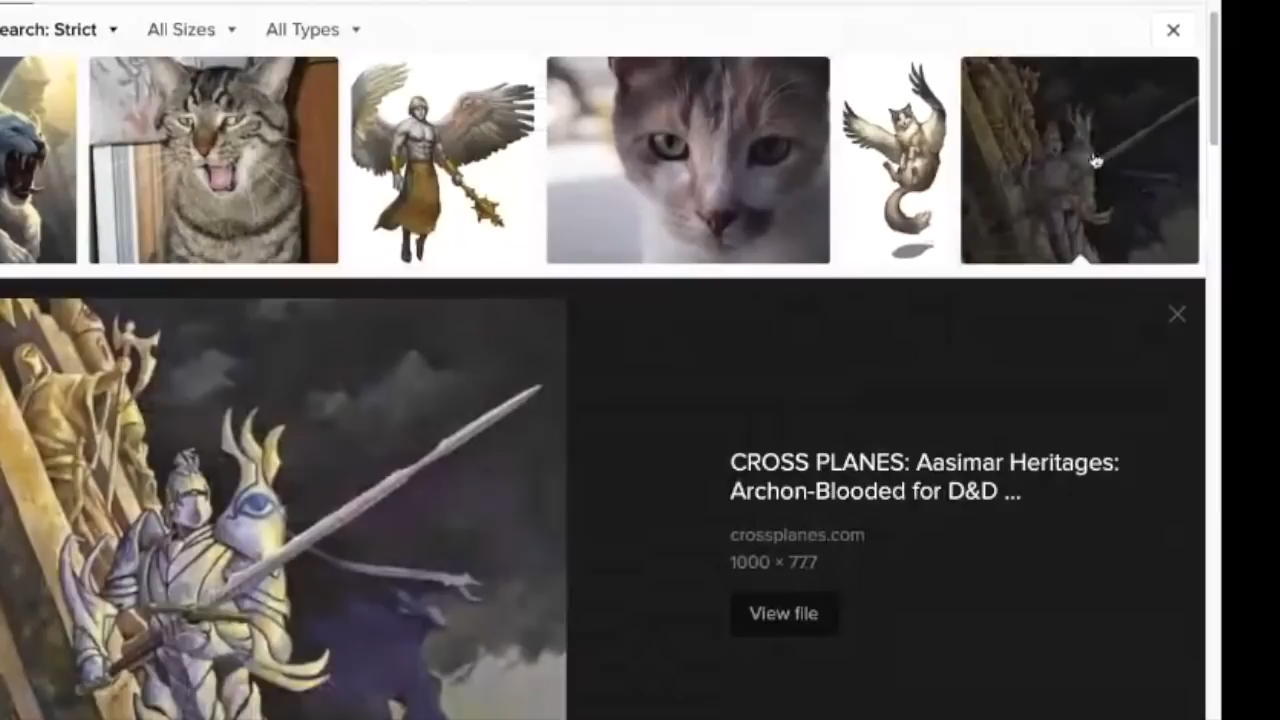 earch: Strict
All Sizes
All Types
CROSS PLANES: Aasimar Heritages:
Archon-Blooded for D&D ...
crossplanes.com
1000 × 777
View file